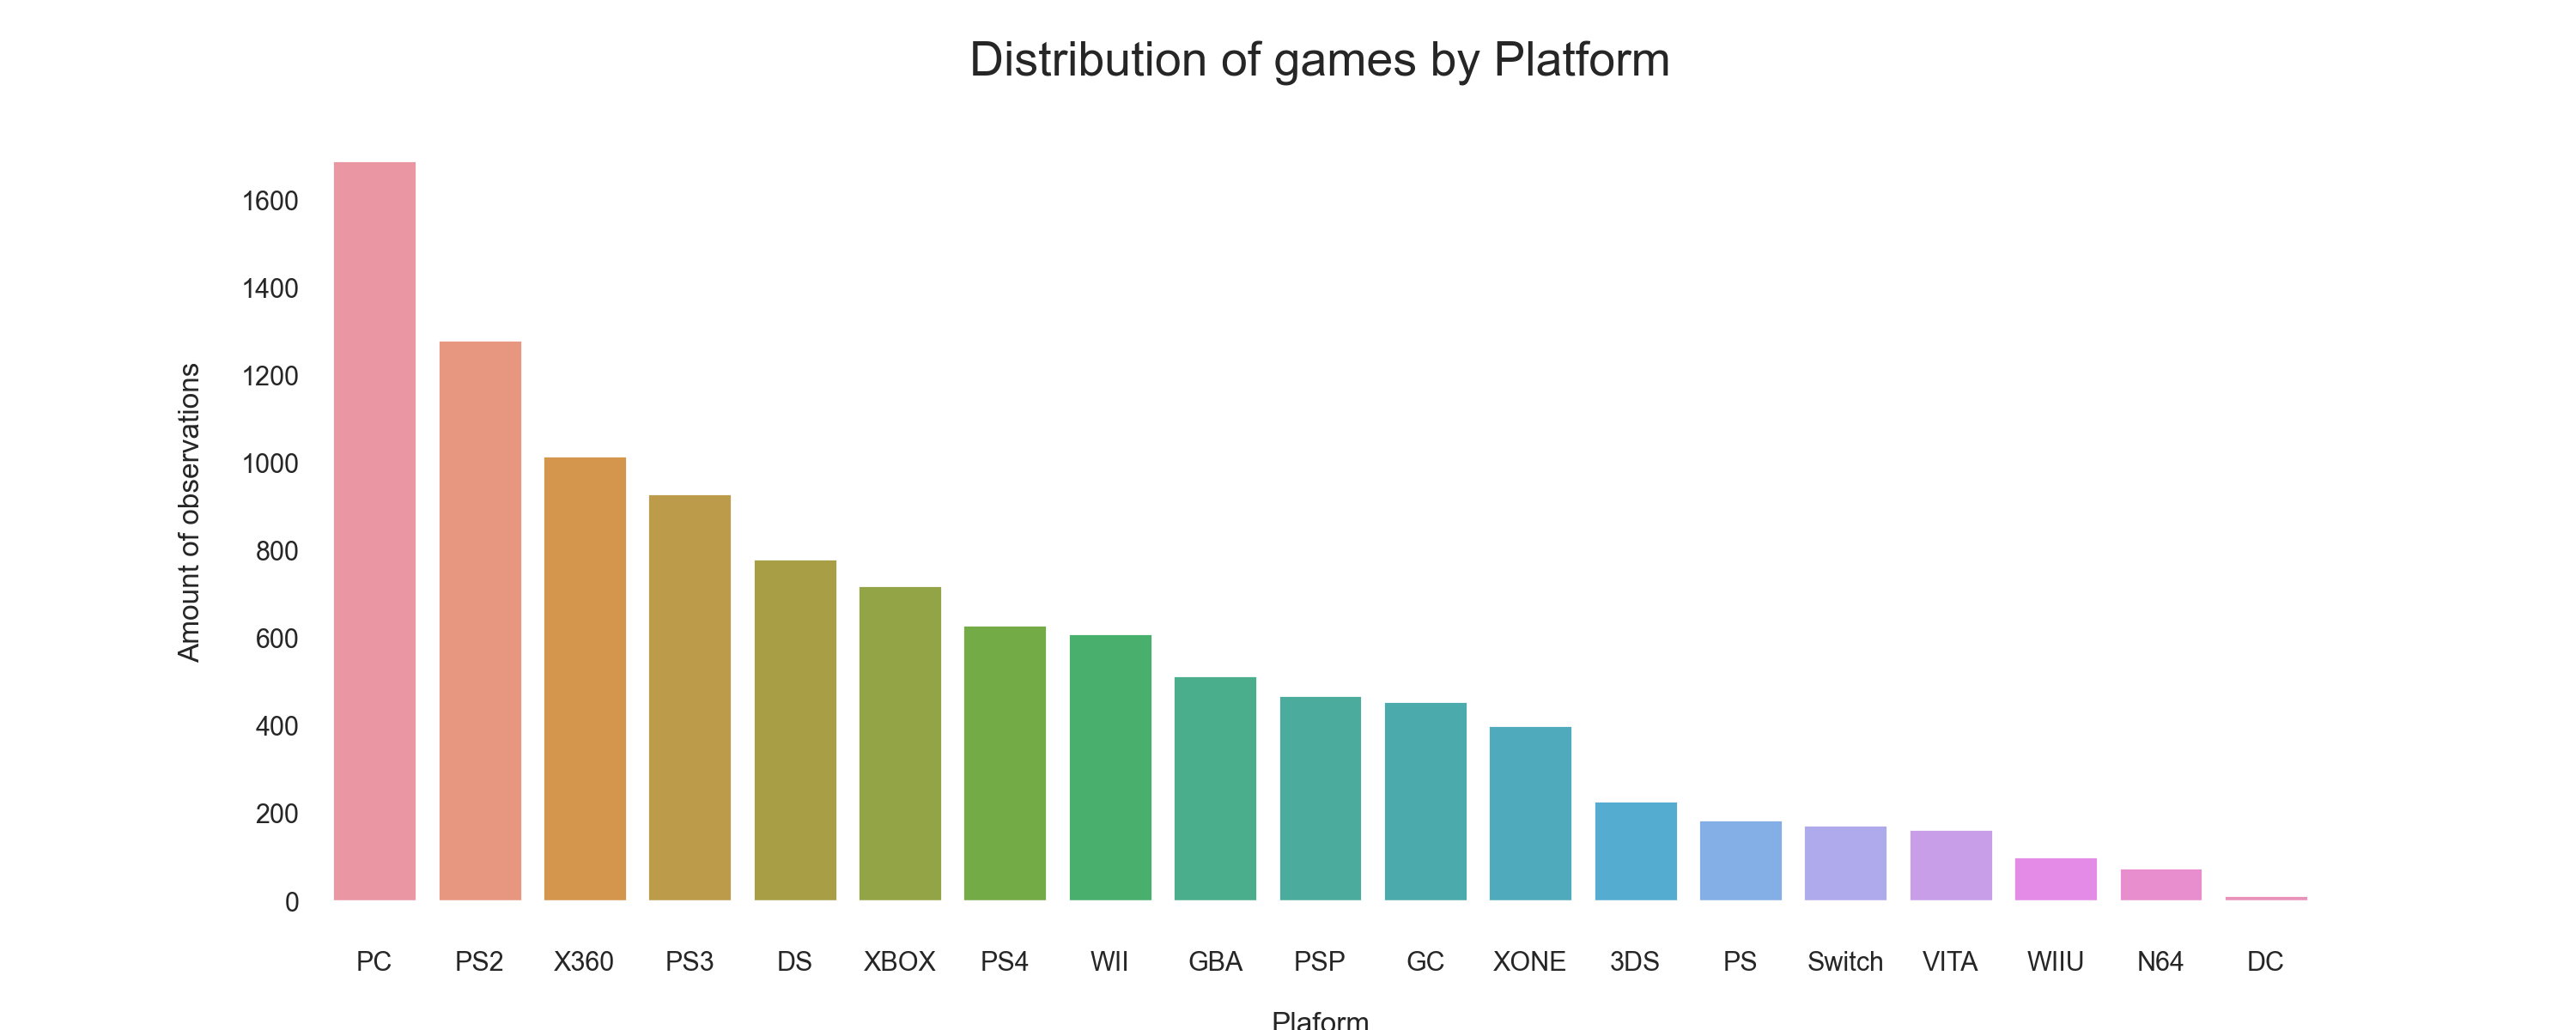 Distribution of games by Platform
Amount of observations
1600
1400
1200
1000
800
600
400
200
0
PC PS2 X360 PS3 DS XBOX PS4 WII GBA PSP GC XONE 3DS PS Switch VITA WIIU N64 DC
Plaform